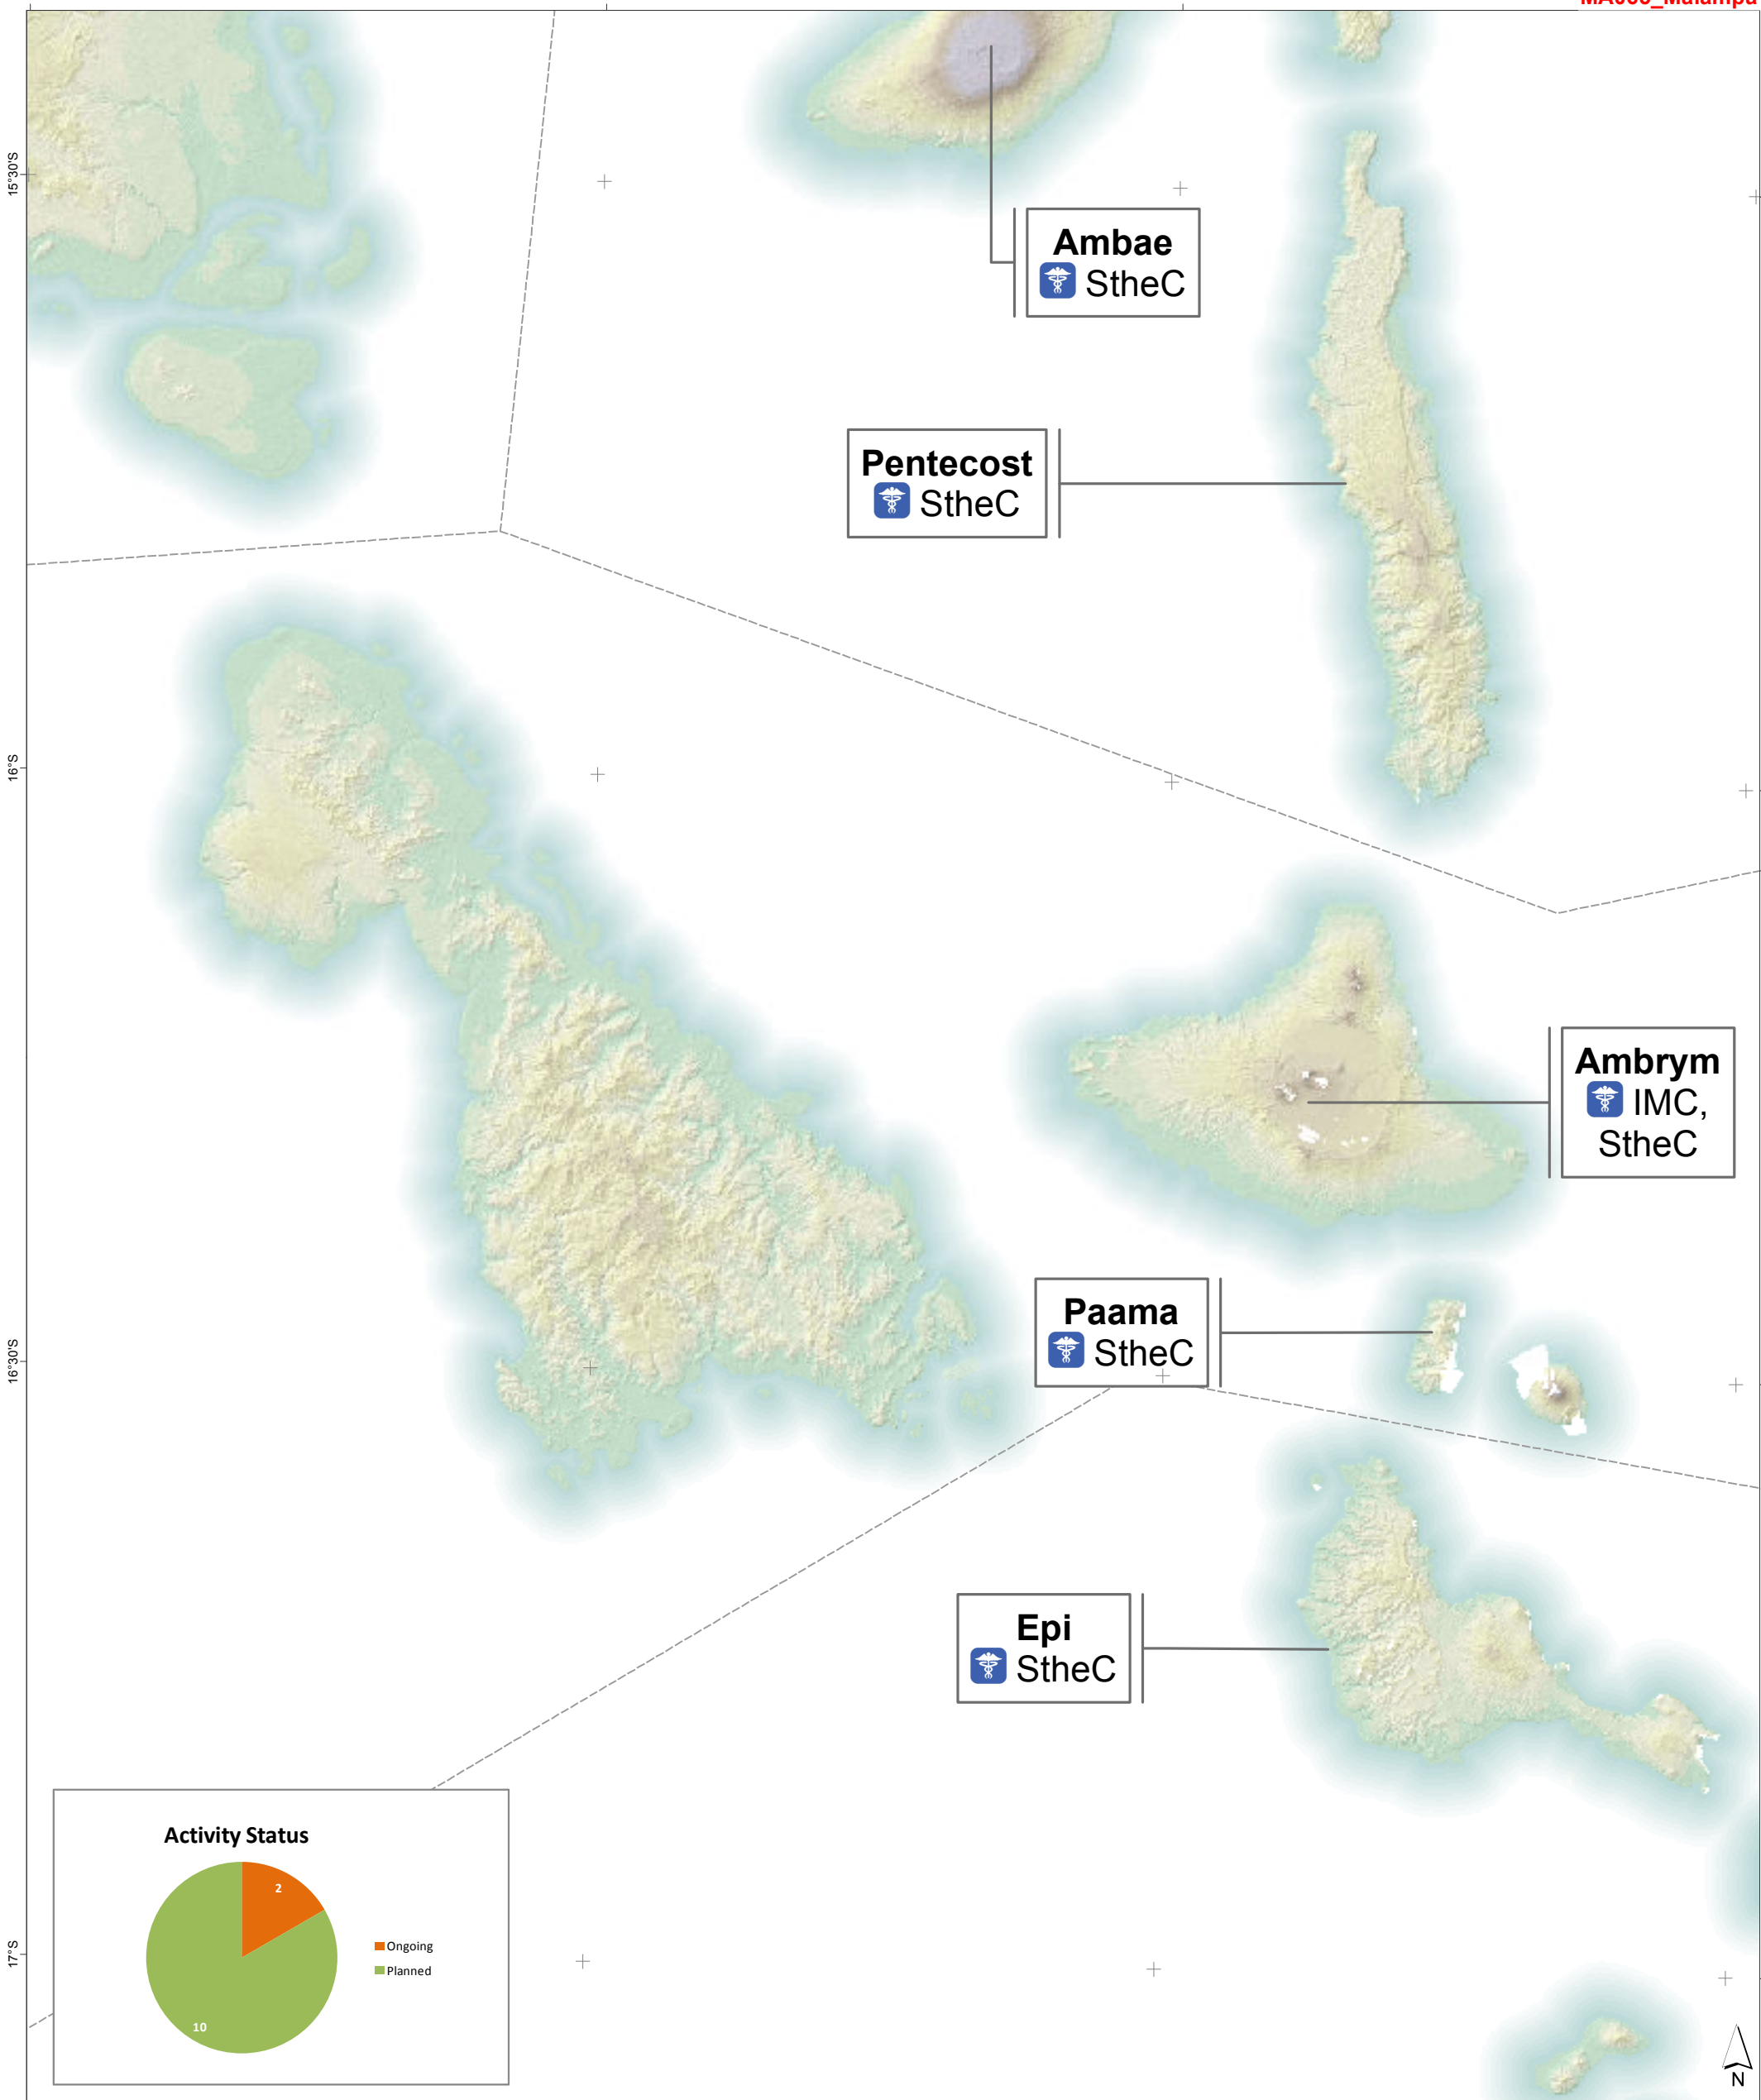 15°30'S
Ambae
StheC
Pentecost
StheC
16°S
Ambrym
IMC,
StheC
Paama
StheC
16°30'S
Epi
StheC
Activity Status
2
Ongoing
Planned
10
17°S
N